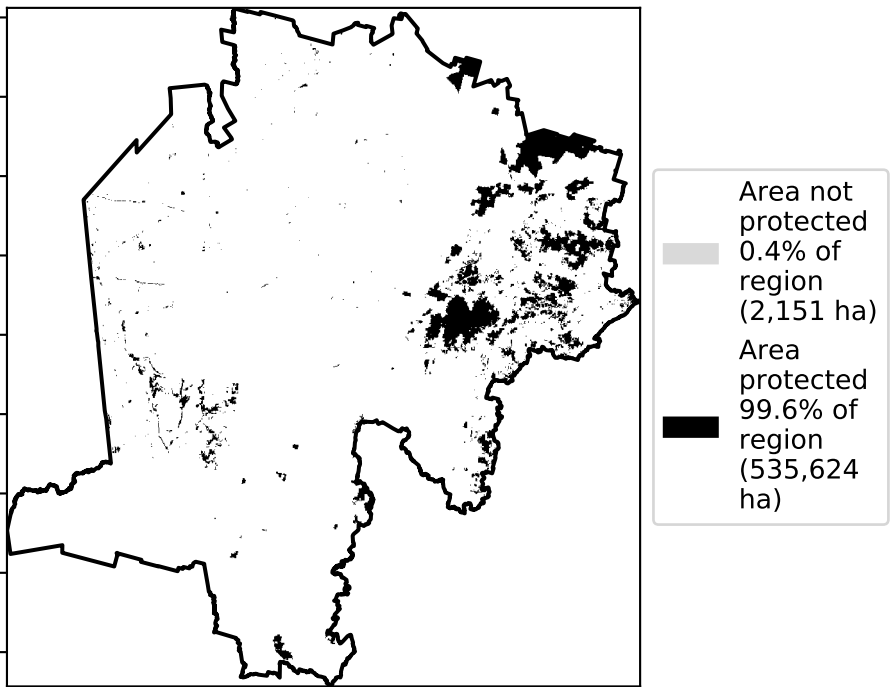 Area not
protected
0.4% of
region
(2,151 ha)
Area
protected
99.6% of
region
(535,624
ha)